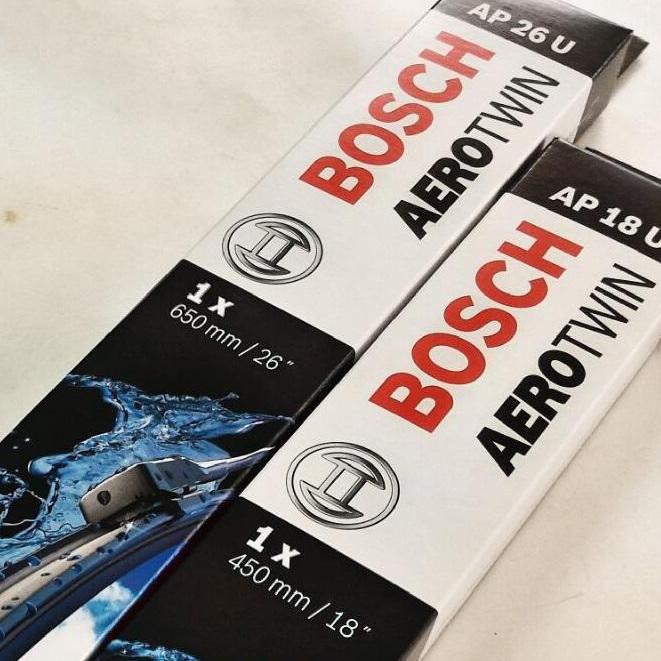 AP 26 U
BOSCH
AEROTWIN
1 x
650 mm / 26"
AP 18 U
BOSCH
AEROTWIN
1 x
450 mm / 18"